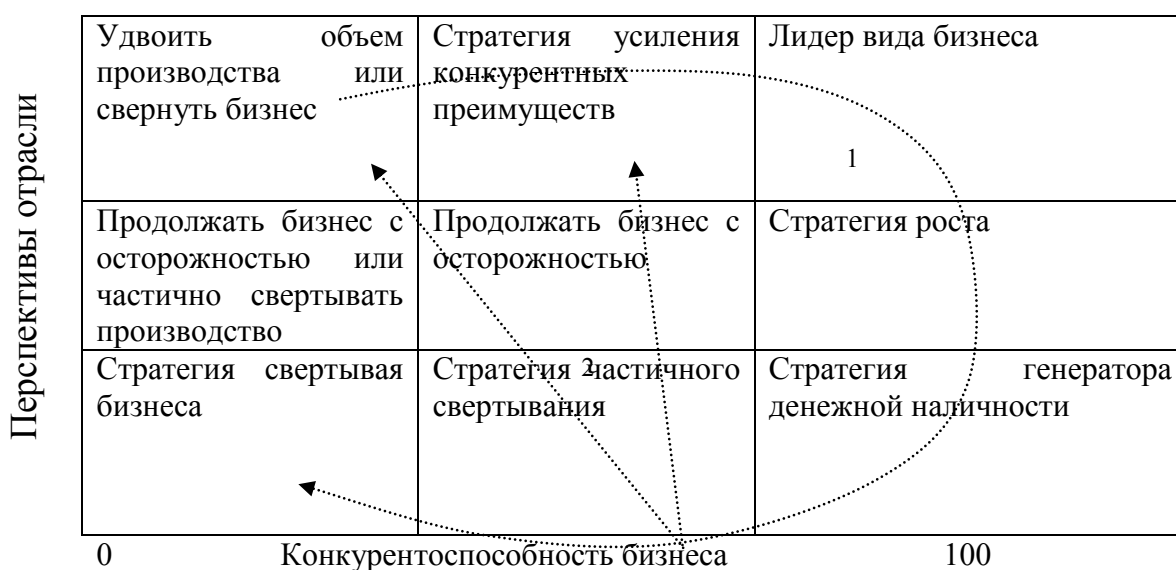 Перспективы отрасли
Удвоить объем
производства или
свернуть бизнес
Стратегия усиления
конкурентных
преимуществ
Лидер вида бизнеса
1
Продолжать бизнес с
осторожностью или
частично свертывать
производство
Продолжать бизнес с
осторожностью
Стратегия роста
Стратегия свертывая
бизнеса
Стратегия частичного
свертывания
2
Стратегия генератора
денежной наличности
0 Конкурентоспособность бизнеса 100